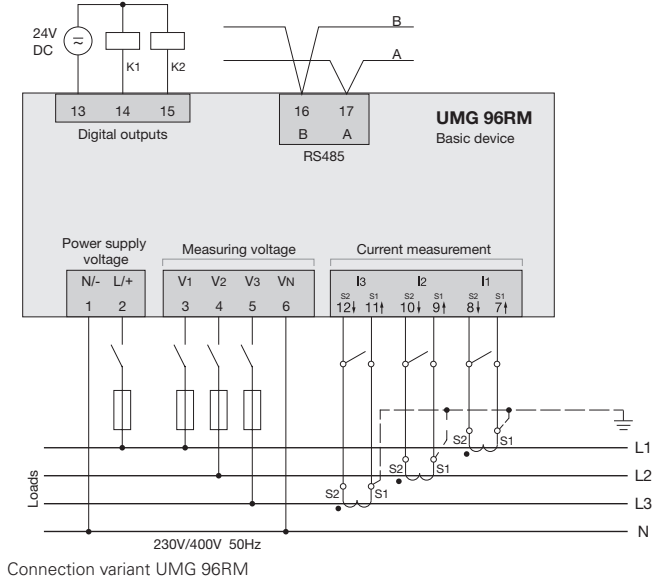 B
24V
DC
K1
K2
A
13 14 15
Digital outputs
16 17
B A
RS485
UMG 96RM
Basic device
Power supply
voltage
Measuring voltage
Current measurement
N/- L/+
V1 V2 V3 VN
I3 I2 I1
S2 S1 S2 S1 S2 S1
1 2 3 4 5 6 12 11 10 9 8 7
S2 S1
L1
S2 S1
L2
S2 S1
L3
N
Loads
230V/400V 50Hz
Connection variant UMG 96RM